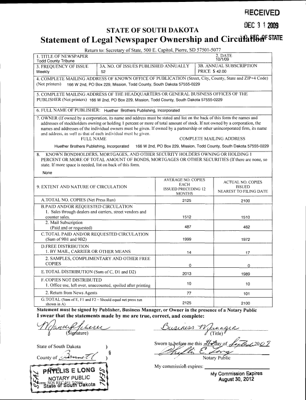 RECEIVED
DEC 11 2009
STATE OF SOUTH DAKOTA
Statement of Legal Newspaper Ownership and Circulation
Return to: Secretary of State, 500 E. Capitol, Pierre, SD 57501-5077
1. TITLE OF NEWSPAPER
Todd County Tribune
2. DATE
10/1/09
3. FREQUENCY OF ISSUE
Weekly
3A. NO. OF ISSUES PUBLISHED ANNUALLY
52
3B. ANNUAL SUBSCRIPTION
PRICE $ 42.00
4. COMPLETE MAILING ADDRESS OF KNOWN OFFICE OF PUBLICATION (Street, City, County, State and ZIP+4 Code)
(Not printers) 166 W 2nd, PO Box 229, Mission, Todd County, South Dakota 57555-0229
5. COMPLETE MAILING ADDRESS OF THE HEADQUARTERS OR GENERAL BUSINESS OFFICES OF THE
PUBLISHER (Not printers) 166 W 2nd, PO Box 229, Mission, Todd County, South Dakota 57555-0229
6. FULL NAME OF PUBLISHER: Huether Brothers Publishing, Incorporated
7. OWNER (If owned by a corporation, its name and address must be stated and list on the back of this form the names and
addresses of stockholders owning or holding 1 percent or more of total amount of stock. If not owned by a corporation, the
names and addresses of the individual owners must be given. If owned by a partnership or other unincorporated firm, its name
and address, as well as that of each individual must be given.
FULL NAME COMPLETE MAILING ADDRESS
Huether Brothers Publishing, Incorporated 166 W 2nd, PO Box 229, Mission, Todd County, South Dakota 57555-0229
8. KNOWN BONDHOLDERS, MORTGAGEES, AND OTHER SECURITY HOLDERS OWNING OR HOLDING 1
PERCENT OR MORE OF TOTAL AMOUNT OF BONDS, MORTGAGES OR OTHER SECURITIES (If there are none, so
state. If more space is needed, list on back of this form.
None
9. EXTENT AND NATURE OF CIRCULATION
AVERAGE NO. COPIES
EACH
ISSUED PRECEDING 12
MONTHS
ACTUAL NO. COPIES
ISSUED
NEAREST TO FILING DATE
A. TOTAL NO. COPIES (Net Press Run) 2125 2100
B. PAID AND/OR REQUESTED CIRCULATION
1. Sales through dealers and carriers, street vendors and
counter sales. 1512 1510
2. Mail Subscription
(Paid and or requested) 487 492
C. TOTAL PAID AND/OR REQUESTED CIRCULATION
(Sum of 9B1 and 9B2) 1999
D. FREE DISTRIBUTION
1. BY MAIL, CARRIER OR OTHER MEANS 14 17
2. SAMPLES, COMPLIMENTARY AND OTHER FREE
COPIES 0 0
E. TOTAL DISTRIBUTION (Sum of C, D1 and D2) 2013
F. COPIES NOT DISTRIBUTED
1. Office use, left over, unaccounted, spoiled after printing
2. Return from News Agents 77 101
G. TOTAL (Sum of E, F1 and F2 - Should equal net press run
shown in A) 2125 2100
Statement must be signed by Publisher, Business Manager, or Owner in the presence of a Notary Public
I swear that the statements made by me are true, correct, and complete:
Business Manager
(Signature) (Title)
State of South Dakota )
County of
Sworn to before me this
Phyllis E Long
Notary Public
My commission expires
PHYLLIS E LONG
NOTARY PUBLIC
State of South Dakota
My Commission Expires
August 30, 2012